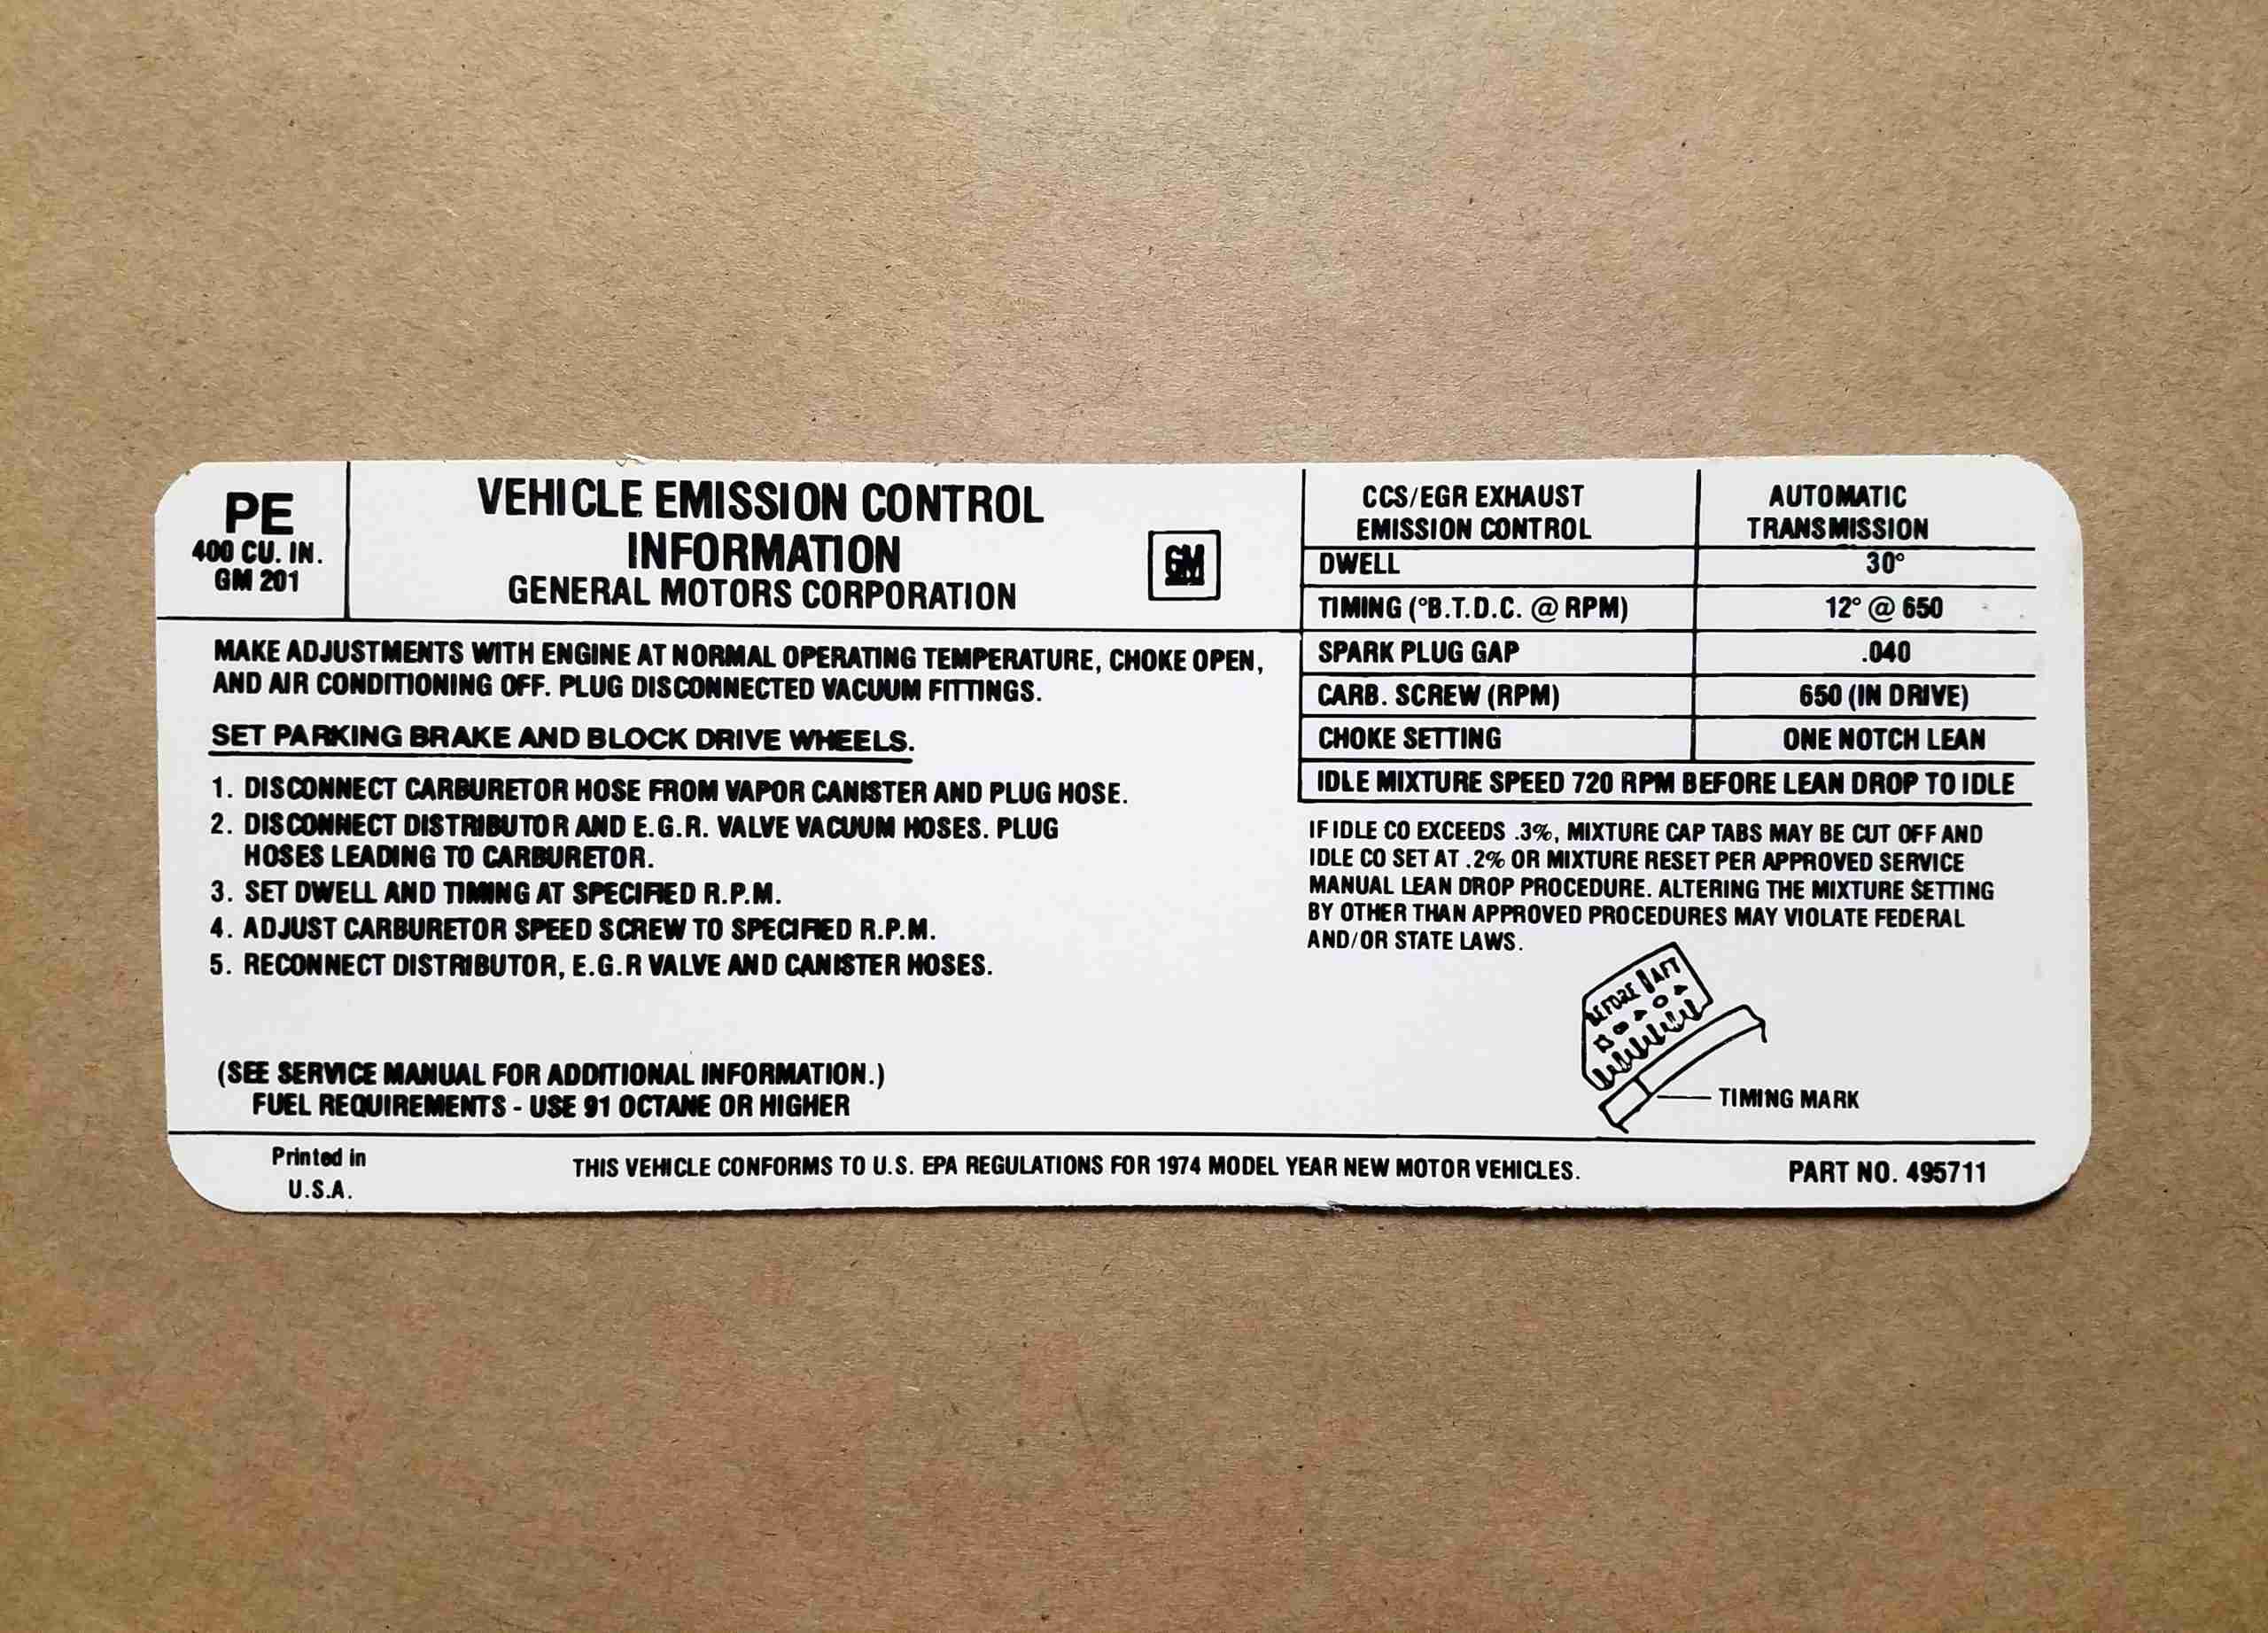 PE
400 CU. IN.
GM 201
VEHICLE EMISSION CONTROL
INFORMATION
GENERAL MOTORS CORPORATION
GM
MAKE ADJUSTMENTS WITH ENGINE AT NORMAL OPERATING TEMPERATURE, CHOKE OPEN,
AND AIR CONDITIONING OFF. PLUG DISCONNECTED VACUUM FITTINGS.
SET PARKING BRAKE AND BLOCK DRIVE WHEELS.
1. DISCONNECT CARBURETOR HOSE FROM VAPOR CANISTER AND PLUG HOSE.
2. DISCONNECT DISTRIBUTOR AND E.G.R. VALVE VACUUM HOSES. PLUG
HOSES LEADING TO CARBURETOR.
3. SET DWELL AND TIMING AT SPECIFIED R.P.M.
4. ADJUST CARBURETOR SPEED SCREW TO SPECIFIED R.P.M.
5. RECONNECT DISTRIBUTOR, E.G.R VALVE AND CANISTER HOSES.
(SEE SERVICE MANUAL FOR ADDITIONAL INFORMATION.)
FUEL REQUIREMENTS - USE 91 OCTANE OR HIGHER
CCS/EGR EXHAUST
EMISSION CONTROL
AUTOMATIC
TRANSMISSION
DWELL 30°
TIMING (°B.T.D.C. @ RPM) 12° @ 650
SPARK PLUG GAP .040
CARB. SCREW (RPM) 650 (IN DRIVE)
CHOKE SETTING ONE NOTCH LEAN
IDLE MIXTURE SPEED 720 RPM BEFORE LEAN DROP TO IDLE
IF IDLE CO EXCEEDS .3%, MIXTURE CAP TABS MAY BE CUT OFF AND
IDLE CO SET AT .2% OR MIXTURE RESET PER APPROVED SERVICE
MANUAL LEAN DROP PROCEDURE. ALTERING THE MIXTURE SETTING
BY OTHER THAN APPROVED PROCEDURES MAY VIOLATE FEDERAL
AND/OR STATE LAWS.
BEFORE AFT
TIMING MARK
Printed in
U.S.A.
THIS VEHICLE CONFORMS TO U.S. EPA REGULATIONS FOR 1974 MODEL YEAR NEW MOTOR VEHICLES.
PART NO. 495711